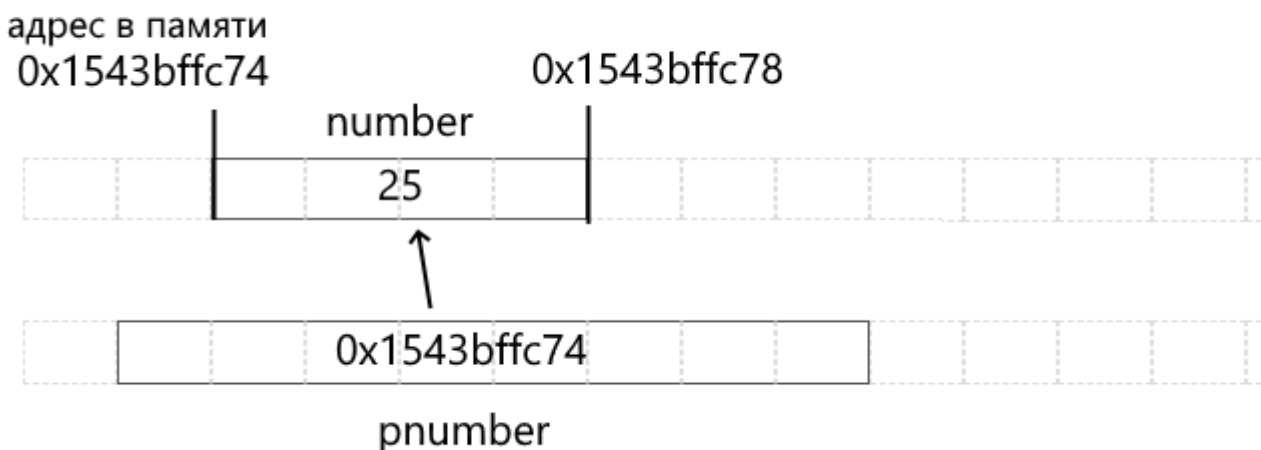 адрес в памяти
0x1543bffc74 0x1543bffc78
number
25
0x1543bffc74
pnumber